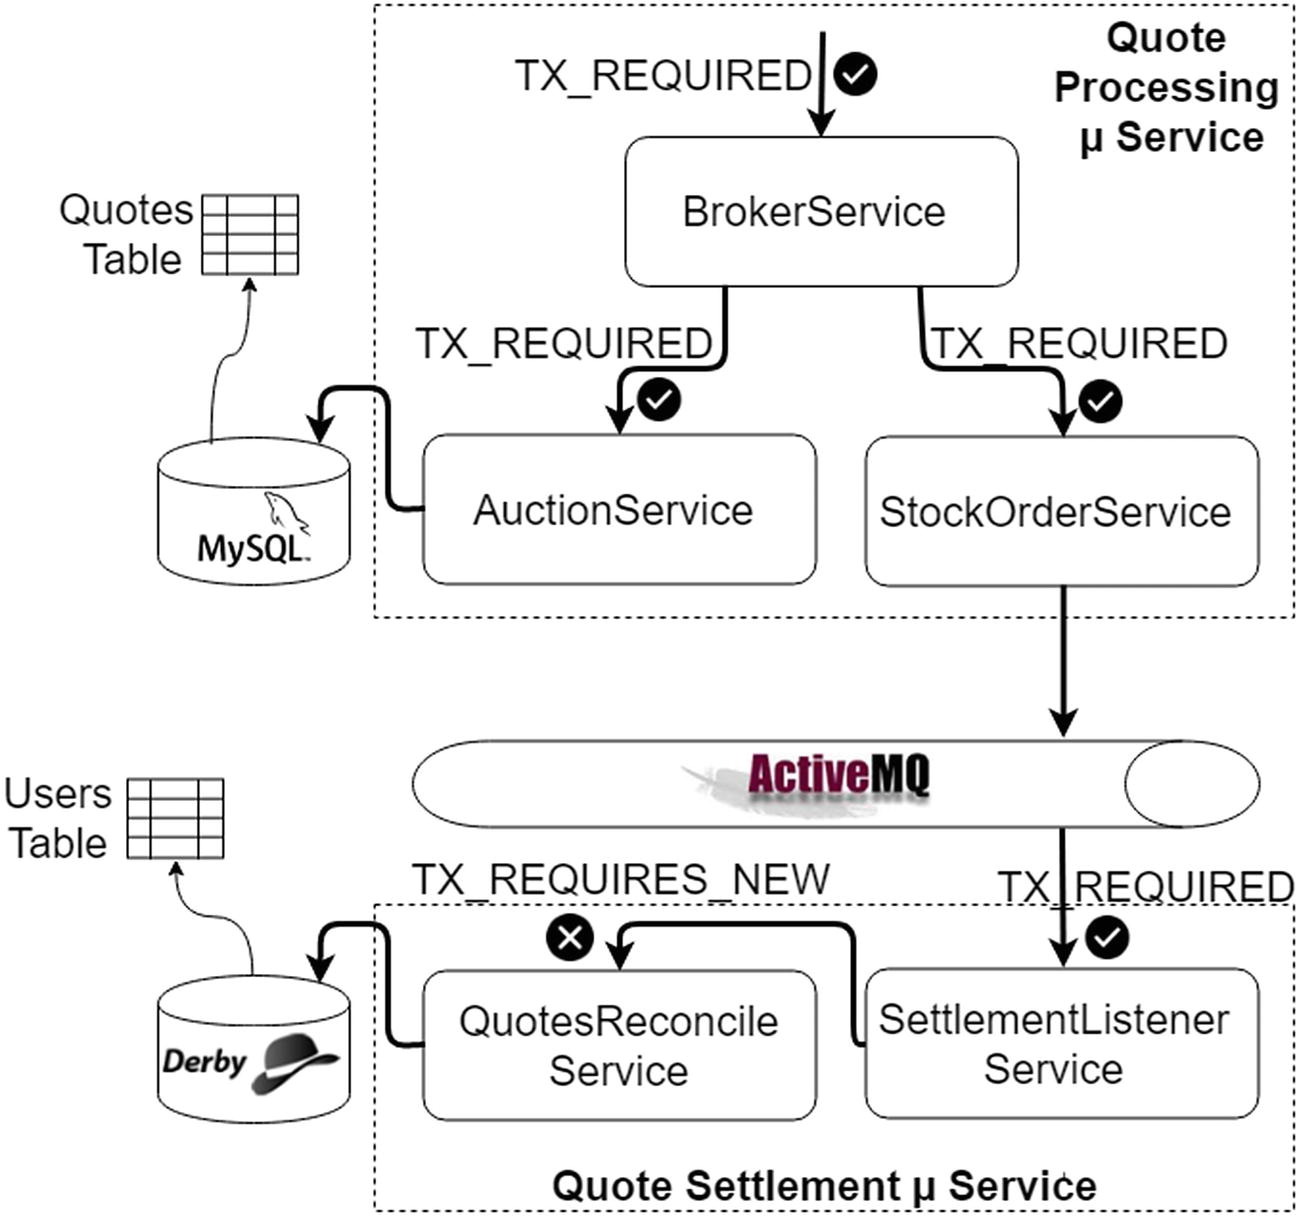 Quote
Processing
µ Service
TX_REQUIRED
BrokerService
Quotes
Table
TX_REQUIRED
TX_REQUIRED
AuctionService
StockOrderService
MySQL™
ActiveMQ
Users
Table
TX_REQUIRES_NEW
TX_REQUIRED
QuotesReconcile
Service
SettlementListener
Service
Derby
Quote Settlement µ Service